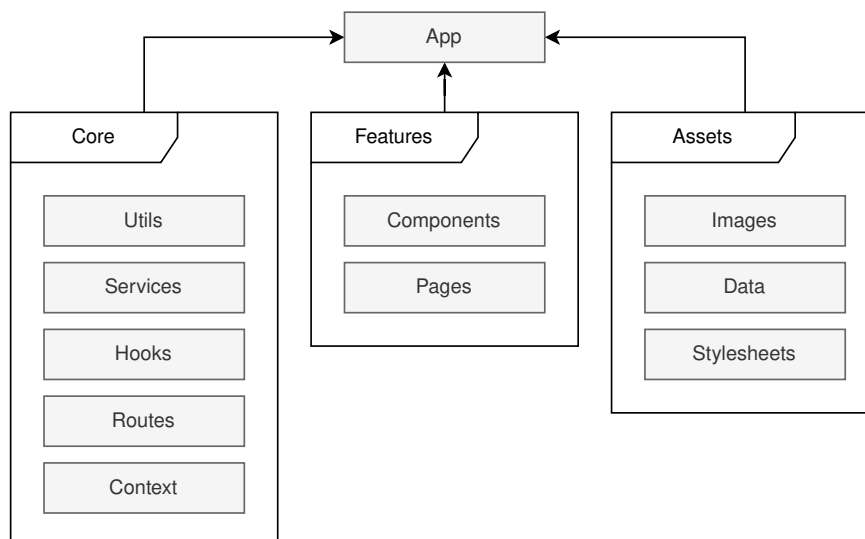 App
Core
Features
Assets
Utils
Components
Images
Services
Pages
Data
Hooks
Stylesheets
Routes
Context